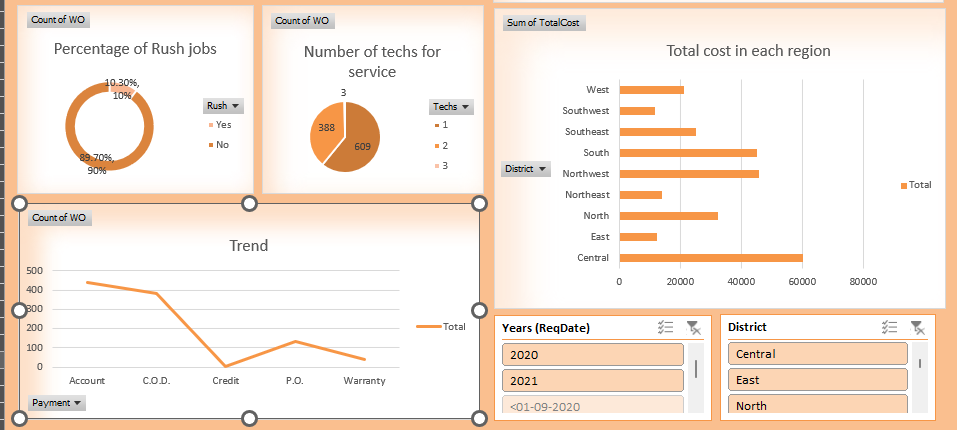 Count of WO
Percentage of Rush jobs
10.30%,
10%
89.70%,
90%
Rush
Yes
No
Count of WO
Number of techs for
service
3
388
609
Techs
1
2
3
Sum of TotalCost
Total cost in each region
West
Southwest
Southeast
South
Northwest
Northeast
North
East
Central
0 20000 40000 60000 80000
District
Total
Count of WO
Trend
500
400
300
200
100
0
Account C.O.D. Credit P.O. Warranty
Total
Payment
Years (ReqDate)
2020
2021
<01-09-2020
District
Central
East
North